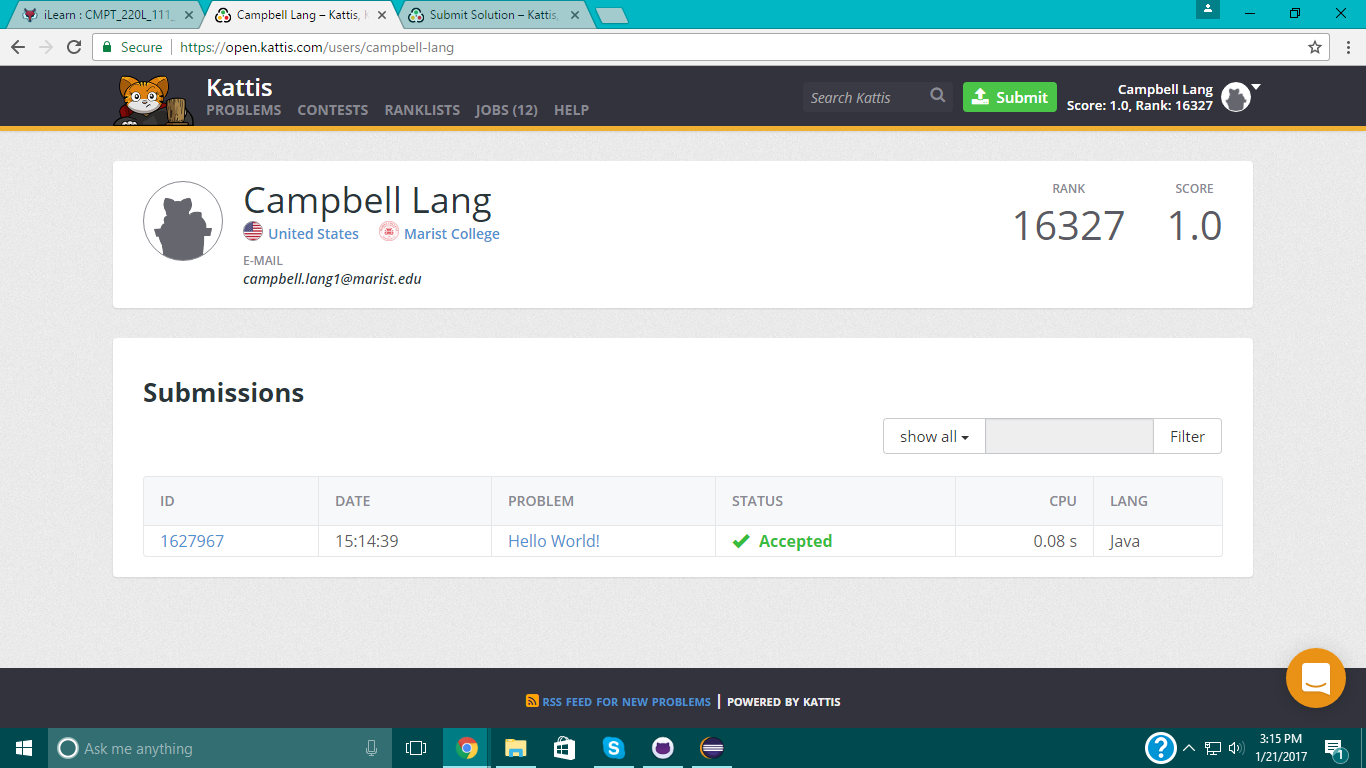 iLearn : CMPT_220L_111_
Campbell Lang – Kattis, K
Submit Solution – Kattis,
Secure
https://open.kattis.com/users/campbell-lang
Kattis
PROBLEMS CONTESTS RANKLISTS JOBS (12) HELP
Search Kattis
Submit
Campbell Lang
Score: 1.0, Rank: 16327
Campbell Lang
United States Marist College
E-MAIL
campbell.lang1@marist.edu
RANK SCORE
16327 1.0
Submissions
show all Filter
ID DATE PROBLEM STATUS CPU LANG
1627967 15:14:39 Hello World! Accepted 0.08 s Java
RSS FEED FOR NEW PROBLEMS | POWERED BY KATTIS
Ask me anything
3:15 PM
1/21/2017
1